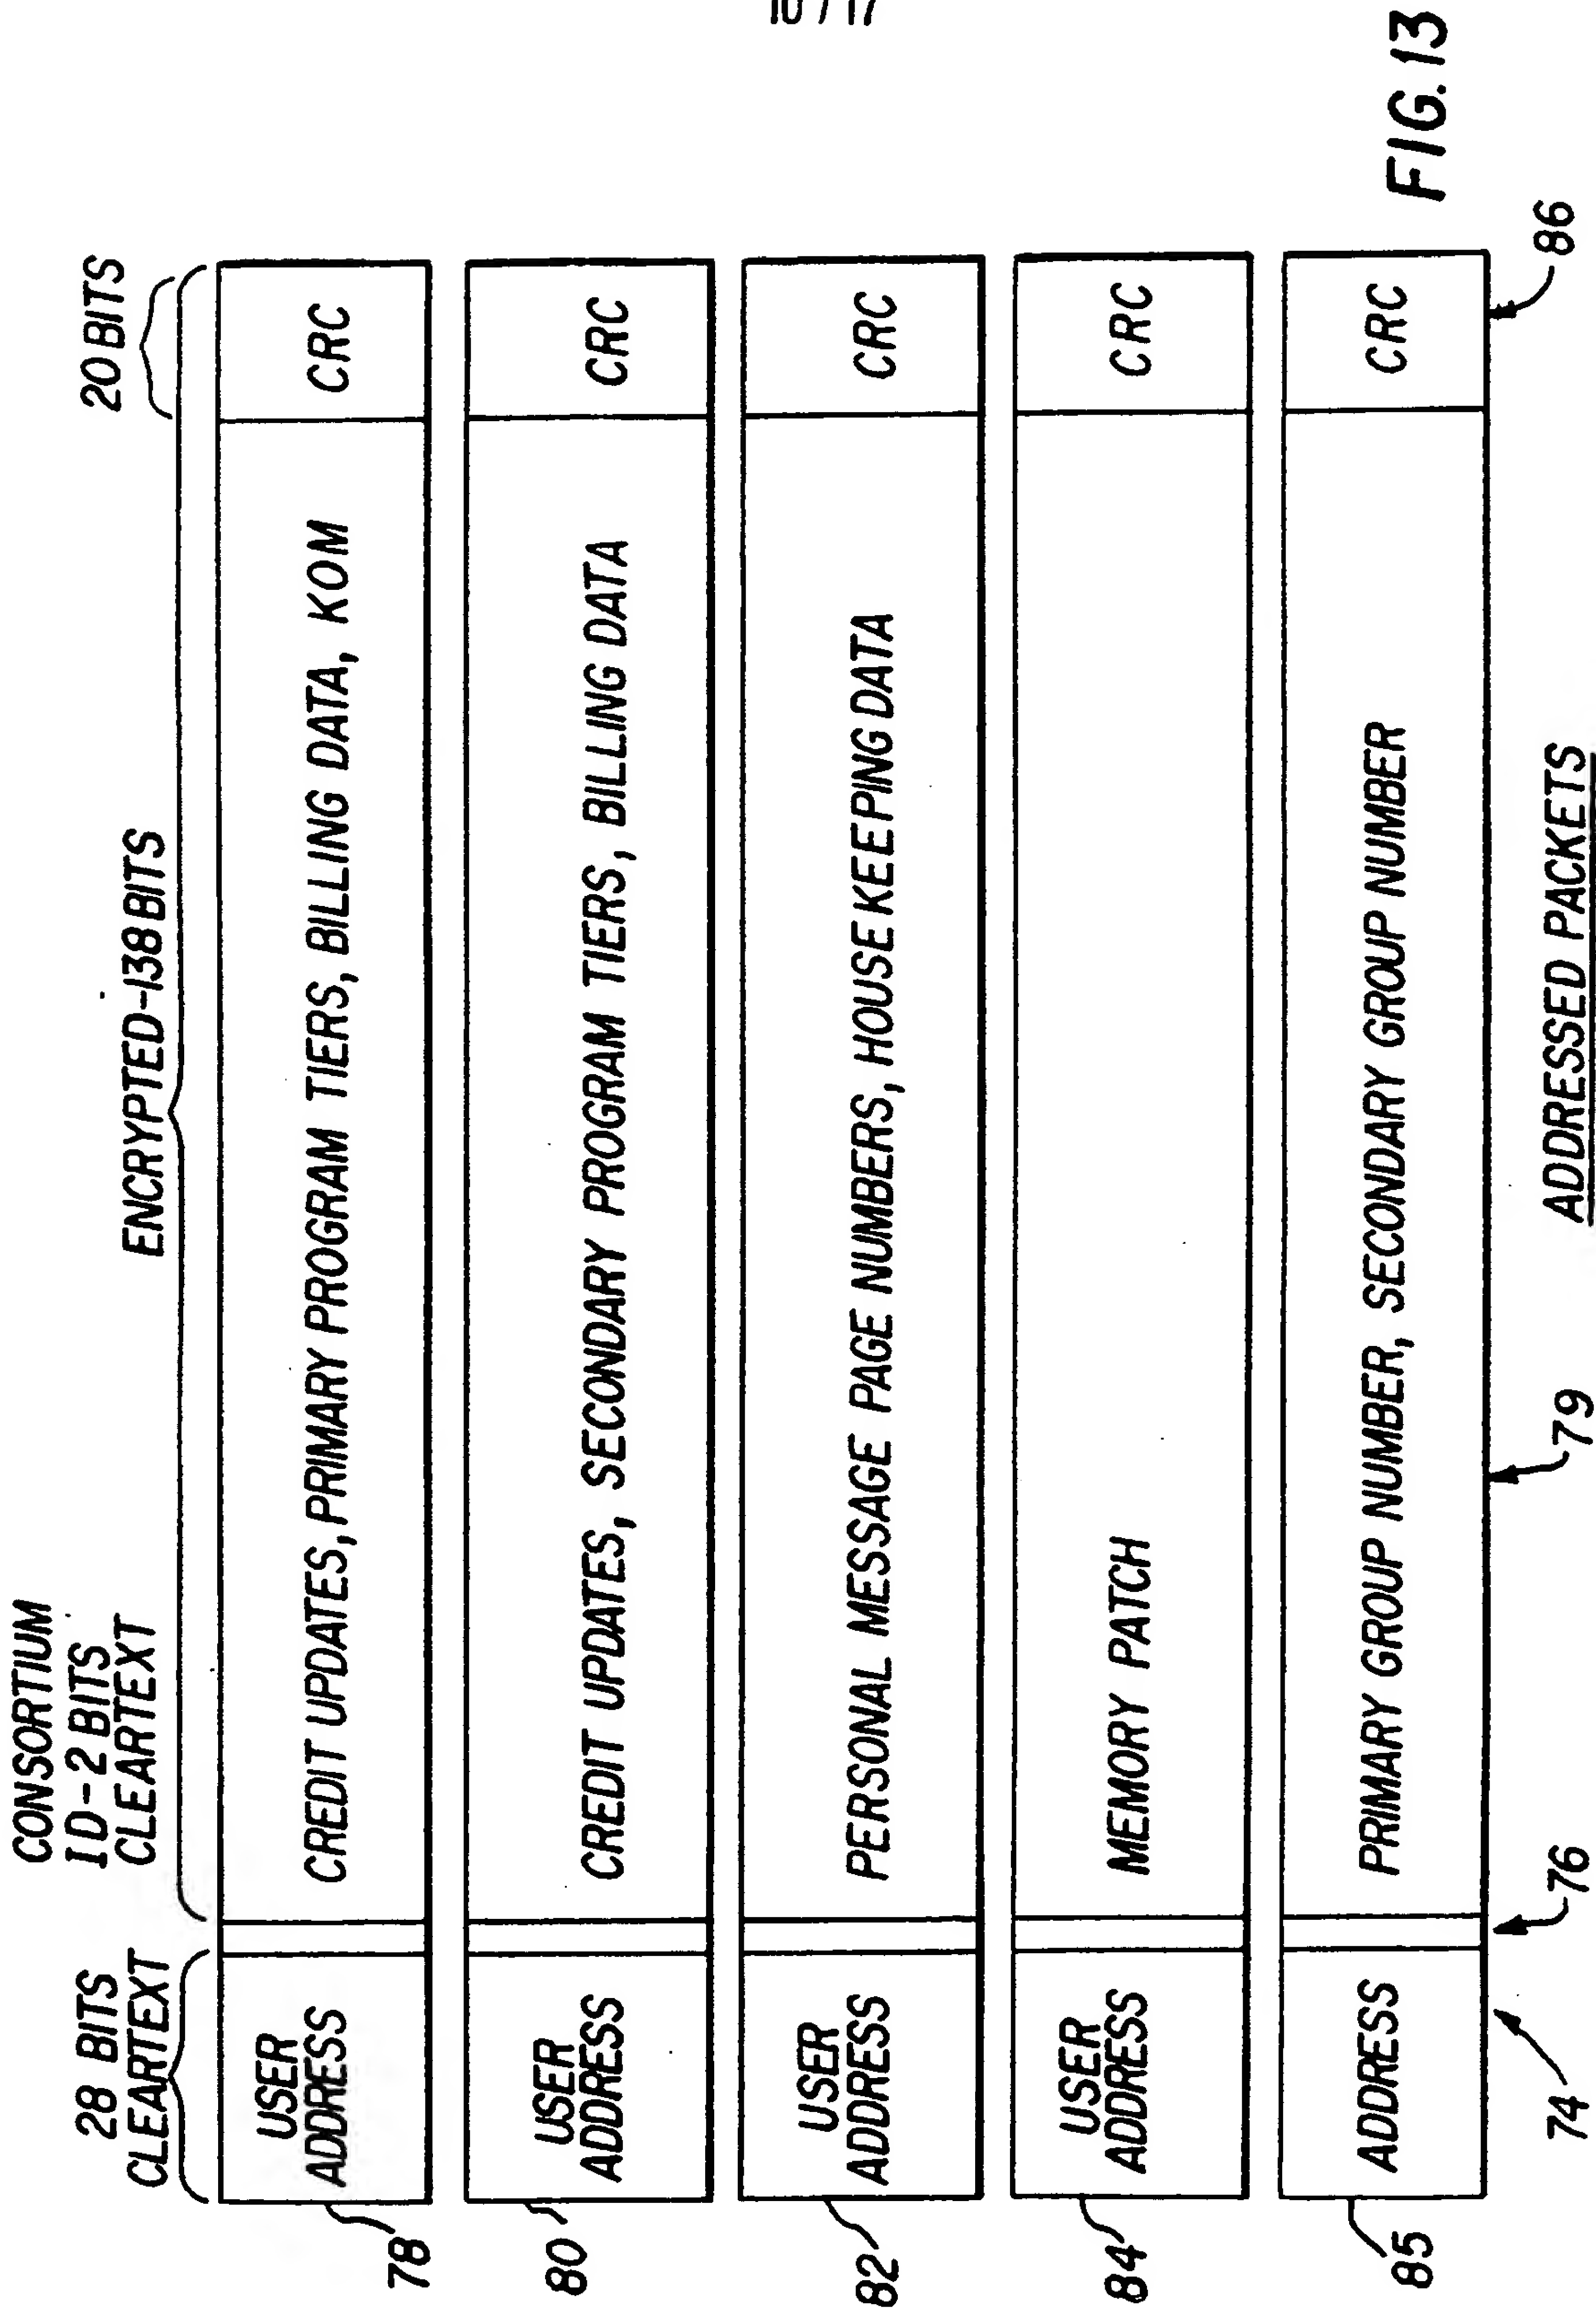 10 / 17
28 BITS
CLEARTEXT
CONSORTIUM
ID-2 BITS
CLEARTEXT
ENCRYPTED-138 BITS
20 BITS
78
USER
ADDRESS
CREDIT UPDATES, PRIMARY PROGRAM TIERS, BILLING DATA, KOM
CRC
80
USER
ADDRESS
CREDIT UPDATES, SECONDARY PROGRAM TIERS, BILLING DATA
CRC
82
USER
ADDRESS
PERSONAL MESSAGE PAGE NUMBERS, HOUSEKEEPING DATA
CRC
84
USER
ADDRESS
MEMORY PATCH
CRC
85
ADDRESS
PRIMARY GROUP NUMBER, SECONDARY GROUP NUMBER
CRC
74
76
79
86
ADDRESSED PACKETS
FIG. 13